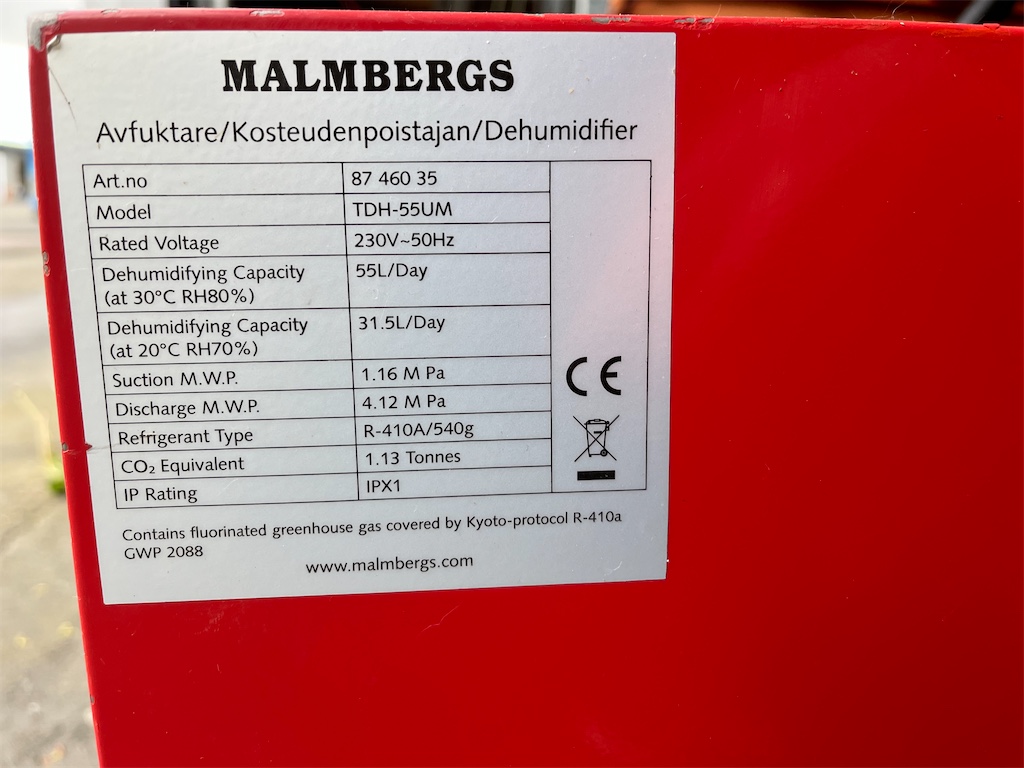 MALMBERGS
Avfuktare/Kosteudenpoistajan/Dehumidifier
Art.no 87 460 35
Model TDH-55UM
Rated Voltage 230V~50Hz
Dehumidifying Capacity 55L/Day
(at 30°C RH80%)
Dehumidifying Capacity 31.5L/Day
(at 20°C RH70%)
Suction M.W.P. 1.16 M Pa
Discharge M.W.P. 4.12 M Pa
Refrigerant Type R-410A/540g
CO₂ Equivalent 1.13 Tonnes
IP Rating IPX1
CE
Contains fluorinated greenhouse gas covered by Kyoto-protocol R-410a
GWP 2088
www.malmbergs.com